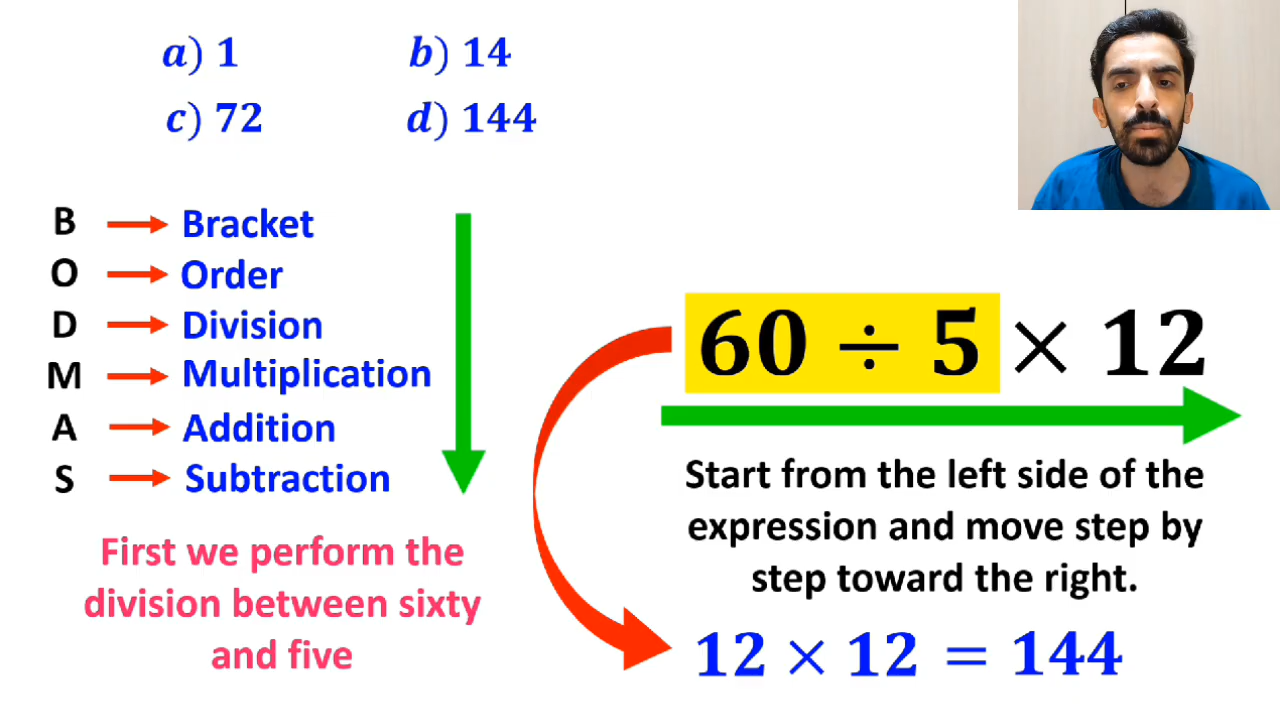 a) 1 b) 14
c) 72 d) 144
B → Bracket
O → Order
D → Division
M → Multiplication
A → Addition
S → Subtraction
First we perform the
division between sixty
and five
60 ÷ 5 × 12
Start from the left side of the
expression and move step by
step toward the right.
12 × 12 = 144